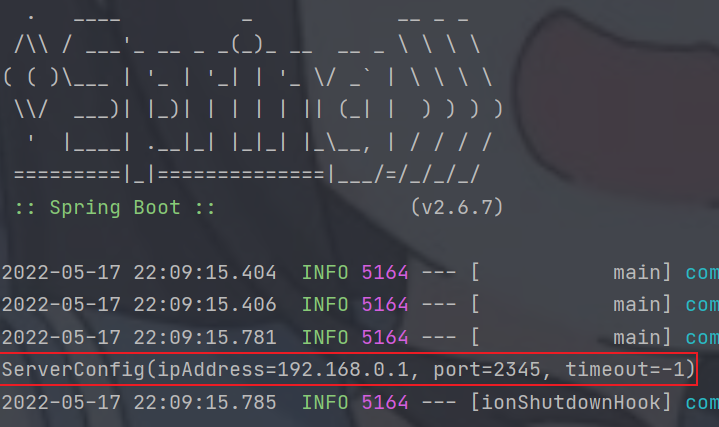 .   ____          _            __ _ _
 /\\ / ___'_ __ _ _(_)_ __  __ _ \ \ \ \
( ( )\___ | '_ | '_| | '_ \/ _` | \ \ \ \
 \\/  ___)| |_)| | | | | || (_| |  ) ) ) )
  '  |____| .__|_| |_|_| |_\__, | / / / /
 =========|_|==============|___/=/_/_/_/
 :: Spring Boot ::                (v2.6.7)
2022-05-17 22:09:15.404  INFO 5164 --- [           main] com
2022-05-17 22:09:15.406  INFO 5164 --- [           main] com
2022-05-17 22:09:15.781  INFO 5164 --- [           main] com
ServerConfig(ipAddress=192.168.0.1, port=2345, timeout=-1)
2022-05-17 22:09:15.785  INFO 5164 --- [ionShutdownHook] com